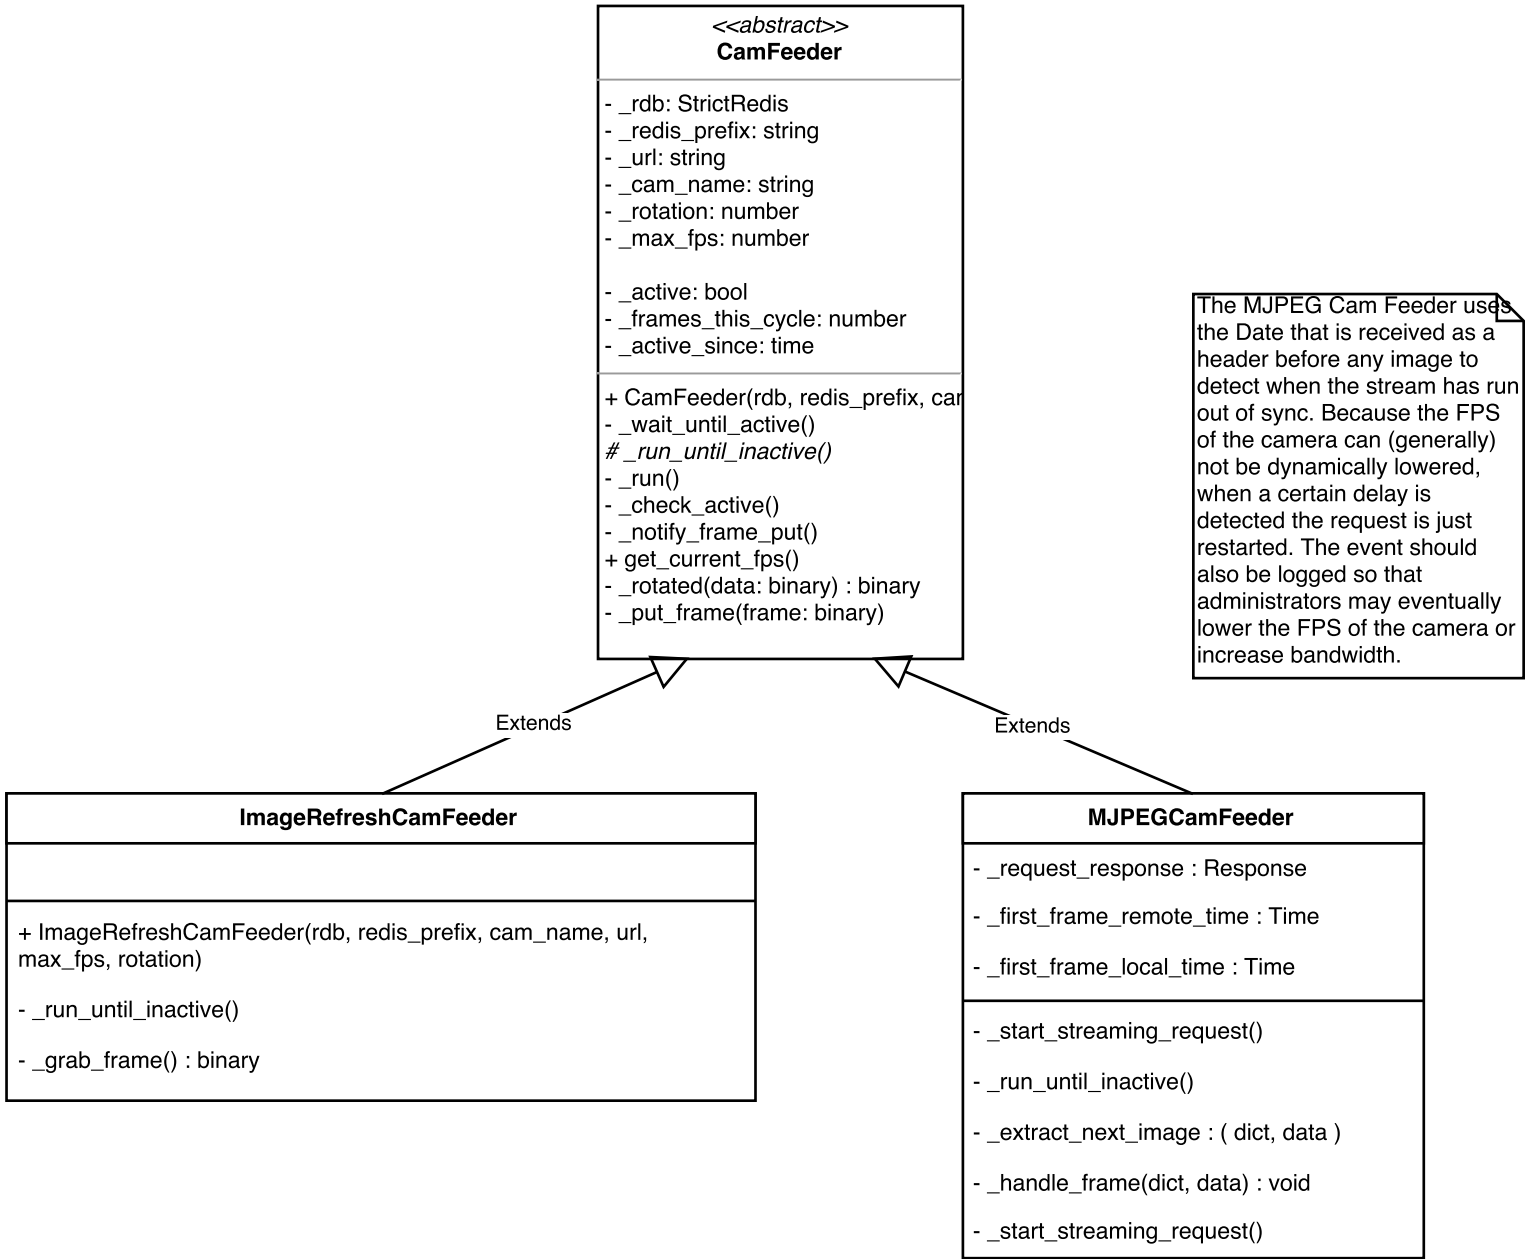 <<abstract>>
CamFeeder
- _rdb: StrictRedis
- _redis_prefix: string
- _url: string
- _cam_name: string
- _rotation: number
- _max_fps: number
- _active: bool
- _frames_this_cycle: number
- _active_since: time
+ CamFeeder(rdb, redis_prefix, car
- _wait_until_active()
# _run_until_inactive()
- _run()
- _check_active()
- _notify_frame_put()
+ get_current_fps()
- _rotated(data: binary) : binary
- _put_frame(frame: binary)
The MJPEG Cam Feeder uses
the Date that is received as a
header before any image to
detect when the stream has run
out of sync. Because the FPS
of the camera can (generally)
not be dynamically lowered,
when a certain delay is
detected the request is just
restarted. The event should
also be logged so that
administrators may eventually
lower the FPS of the camera or
increase bandwidth.
Extends
Extends
ImageRefreshCamFeeder
+ ImageRefreshCamFeeder(rdb, redis_prefix, cam_name, url,
max_fps, rotation)
- _run_until_inactive()
- _grab_frame() : binary
MJPEGCamFeeder
- _request_response : Response
- _first_frame_remote_time : Time
- _first_frame_local_time : Time
- _start_streaming_request()
- _run_until_inactive()
- _extract_next_image : ( dict, data )
- _handle_frame(dict, data) : void
- _start_streaming_request()